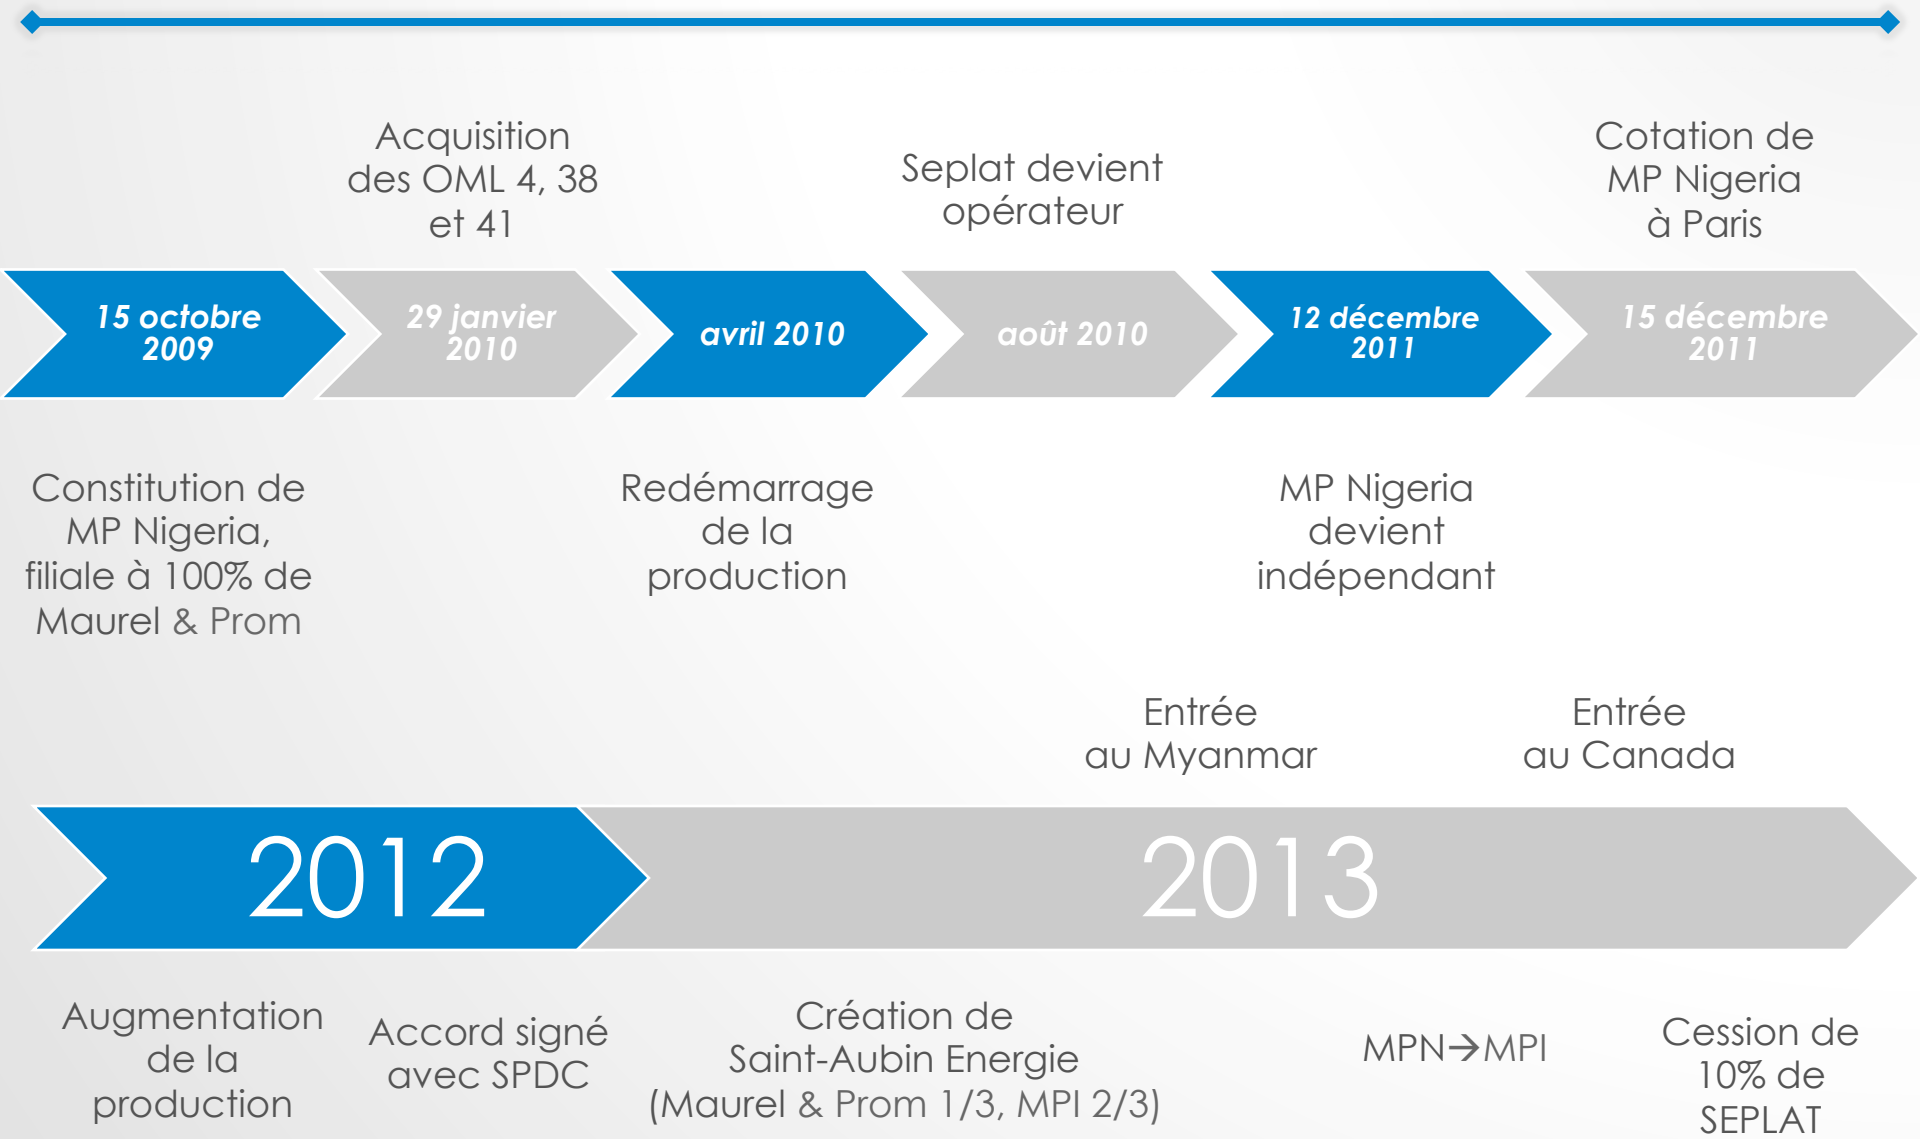 Acquisition
des OML 4, 38
et 41
Seplat devient
opérateur
Cotation de
MP Nigeria
à Paris
15 octobre
2009
29 janvier
2010
avril 2010
août 2010
12 décembre
2011
15 décembre
2011
Constitution de
MP Nigeria,
filiale à 100% de
Maurel & Prom
Redémarrage
de la
production
MP Nigeria
devient
indépendant
Entrée
au Myanmar
Entrée
au Canada
2012
2013
Augmentation
de la
production
Accord signé
avec SPDC
Création de
Saint-Aubin Energie
(Maurel & Prom 1/3, MPI 2/3)
MPN→MPI
Cession de
10% de
SEPLAT